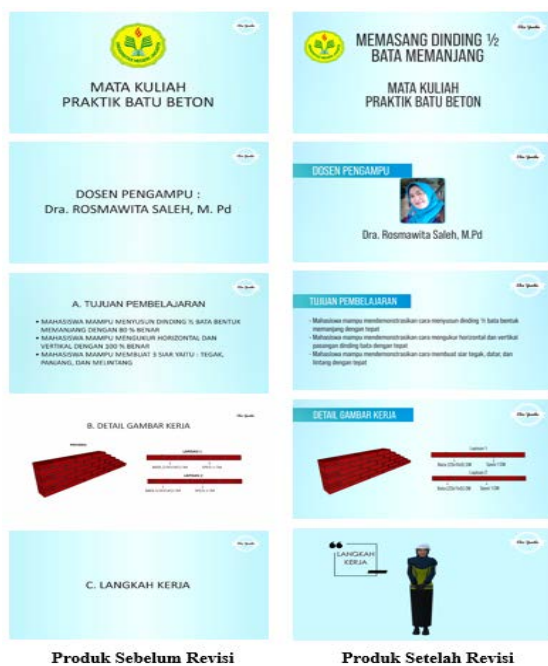 MATA KULIAH
PRAKTIK BATU BETON
DOSEN PENGAMPU :
Dra. ROSMAWITA SALEH, M. Pd
A. TUJUAN PEMBELAJARAN
• MAHASISWA MAMPU MENYUSUN DINDING ½ BATA BENTUK
MEMANJANG DENGAN 80 % BENAR
• MAHASISWA MAMPU MENGUKUR HORIZONTAL DAN
VERTIKAL DENGAN 100 % BENAR
• MAHASISWA MAMPU MEMBUAT 3 SIAR YAITU : TEGAK,
PANJANG, DAN MELINTANG
B. DETAIL GAMBAR KERJA
LAPISAN 1
LAPISAN 2
C. LANGKAH KERJA
Produk Sebelum Revisi
MEMASANG DINDING ½
BATA MEMANJANG
MATA KULIAH
PRAKTIK BATU BETON
DOSEN PENGAMPU
Dra. Rosmawita Saleh, M.Pd
TUJUAN PEMBELAJARAN
- Mahasiswa mampu mendemonstrasikan cara menyusun dinding ½ bata bentuk
memanjang dengan tepat
- Mahasiswa mampu mendemonstrasikan cara mengukur horizontal dan vertikal
pasangan dinding bata dengan tepat
- Mahasiswa mampu mendemonstrasikan cara membuat siar tegak, datar, dan
lintang dengan tepat
DETAIL GAMBAR KERJA
Lapisan 1
Lapisan 2
LANGKAH
KERJA
Produk Setelah Revisi